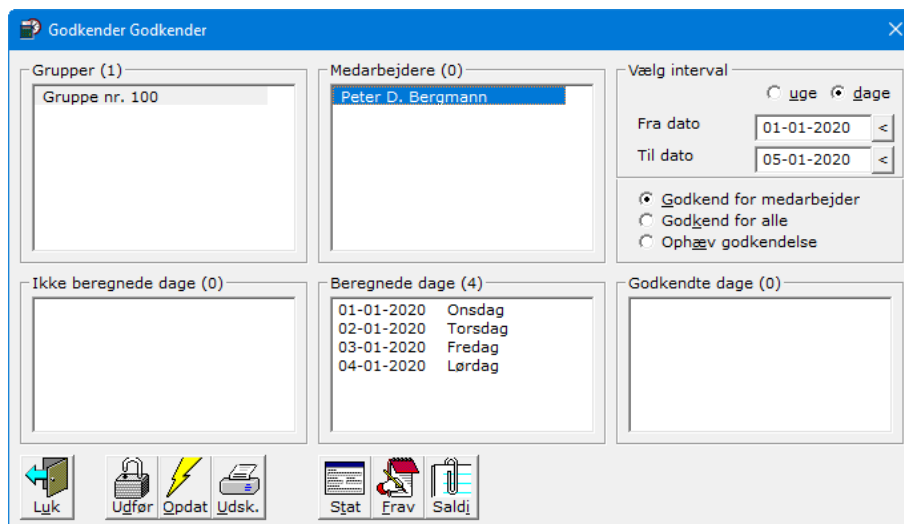 Godkender Godkender
Grupper (1)
Gruppe nr. 100
Medarbejdere (0)
Peter D. Bergmann
Vælg interval
uge dage
Fra dato 01-01-2020 <
Til dato 05-01-2020 <
Godkend for medarbejder
Godkend for alle
Ophæv godkendelse
Ikke beregnede dage (0)
Beregnede dage (4)
01-01-2020 Onsdag
02-01-2020 Torsdag
03-01-2020 Fredag
04-01-2020 Lørdag
Godkendte dage (0)
Luk Udfør Opdat Udsk. Stat Frav Saldi